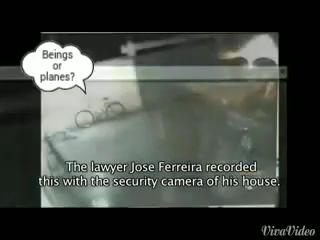 Beings
or
planes?
The lawyer Jose Ferreira recorded
this with the security camera of his house.
VivaVideo